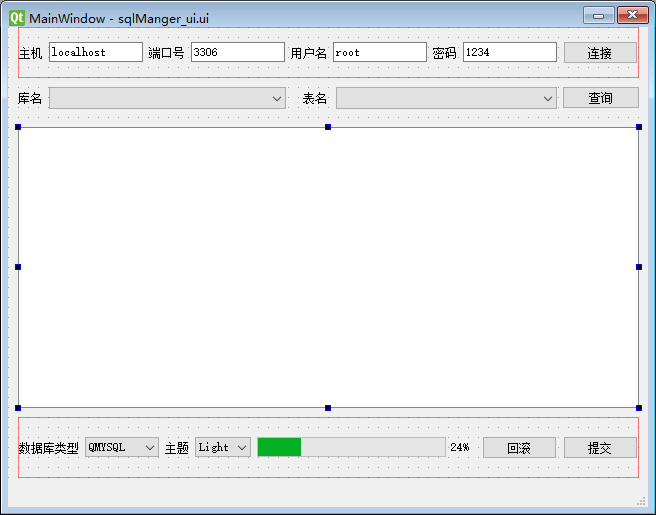 Qt MainWindow - sqlManger_ui.ui
主机 localhost 端口号 3306 用户名 root 密码 1234 连接
库名 表名 查询
数据库类型 QMYSQL 主题 Light 24% 回滚 提交